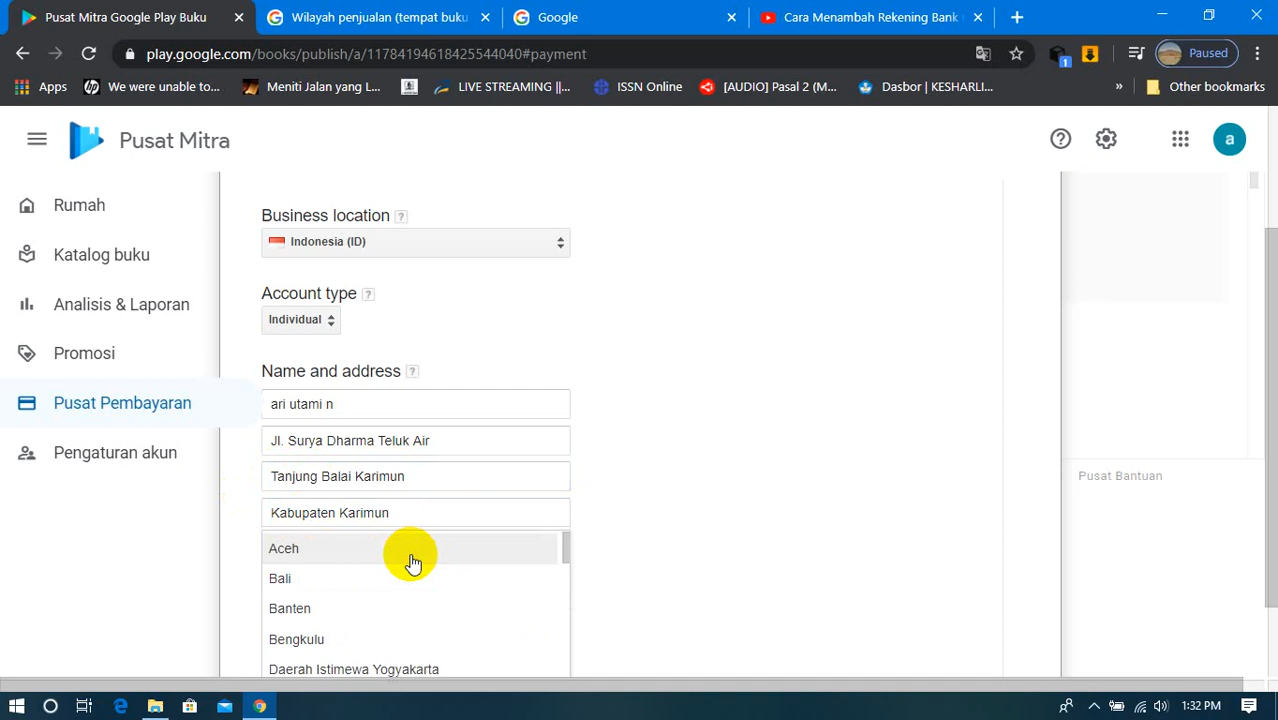 Pusat Mitra Google Play Buku
Wilayah penjualan (tempat buku
Google
Cara Menambah Rekening Bank
play.google.com/books/publish/a/11784194618425544040#payment
Paused
Apps
We were unable to...
Meniti Jalan yang L...
LIVE STREAMING ||...
ISSN Online
[AUDIO] Pasal 2 (M...
Dasbor | KESHARLI...
»
Other bookmarks
Pusat Mitra
a
Rumah
Katalog buku
Analisis & Laporan
Promosi
Pusat Pembayaran
Pengaturan akun
Business location ?
Indonesia (ID)
Account type ?
Individual
Name and address ?
ari utami n
Jl. Surya Dharma Teluk Air
Tanjung Balai Karimun
Kabupaten Karimun
Aceh
Bali
Banten
Bengkulu
Daerah Istimewa Yogyakarta
Pusat Bantuan
1
1:32 PM